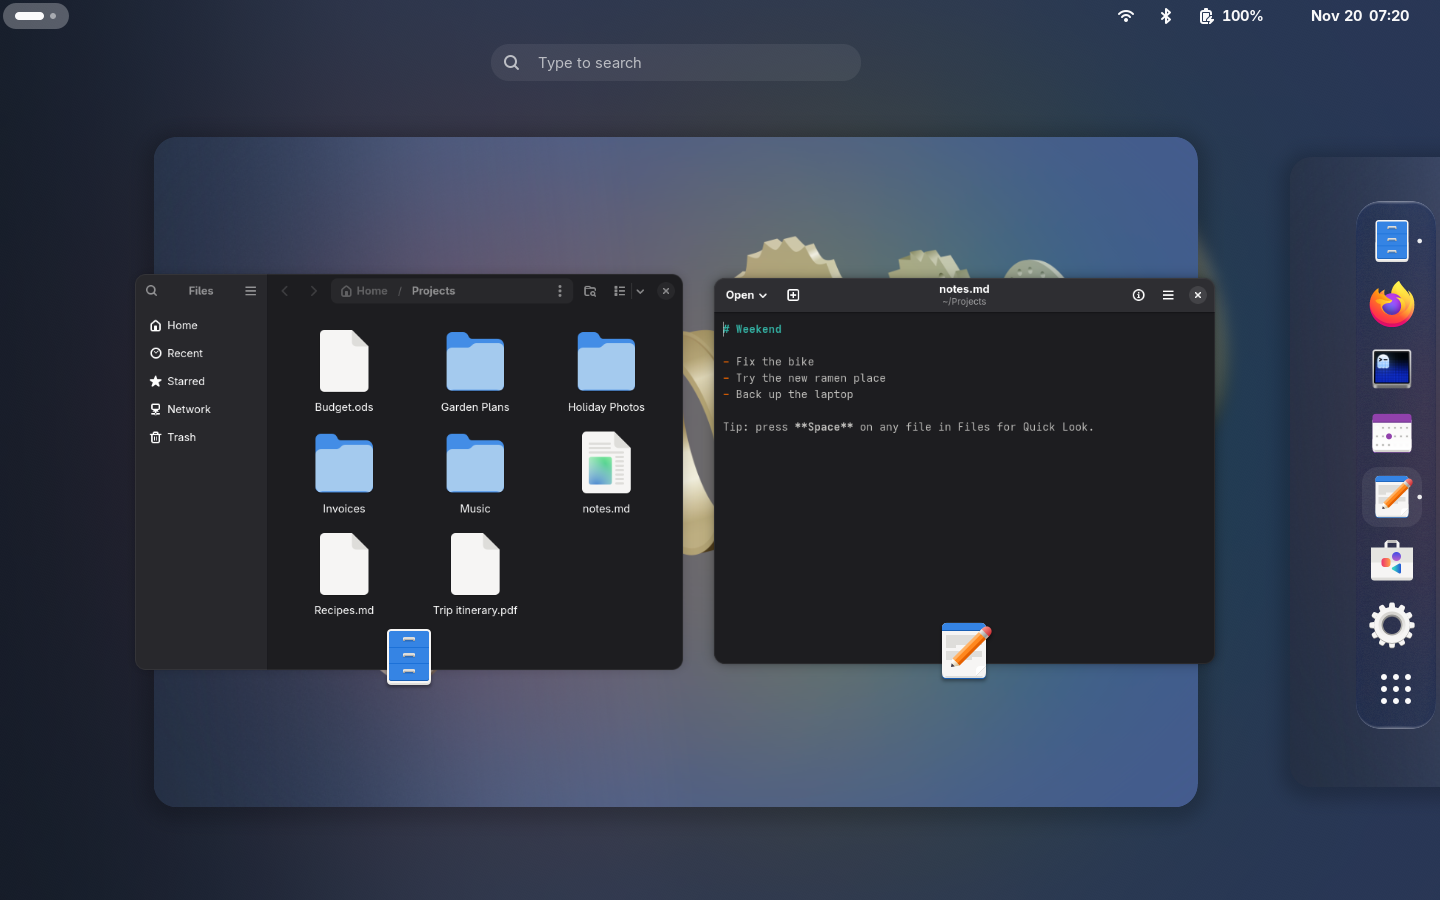 100%
Nov 20 07:20
Type to search
Files
Home / Projects
Home
Recent
Starred
Network
Trash
Budget.ods
Garden Plans
Holiday Photos
Invoices
Music
notes.md
Recipes.md
Trip itinerary.pdf
Open
notes.md
~/Projects
# Weekend
- Fix the bike
- Try the new ramen place
- Back up the laptop
Tip: press **Space** on any file in Files for Quick Look.